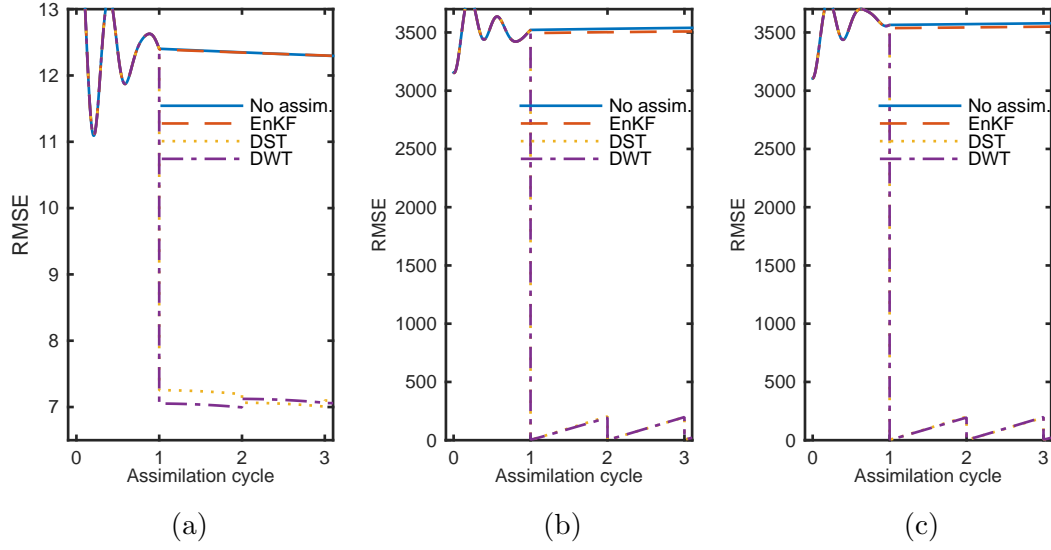 13
12
11
10
9
8
7
RMSE
No assim.
EnKF
DST
DWT
0 1 2 3
Assimilation cycle
(a)
3500
3000
2500
2000
1500
1000
500
0
RMSE
No assim.
EnKF
DST
DWT
0 1 2 3
Assimilation cycle
(b)
3500
3000
2500
2000
1500
1000
500
0
RMSE
No assim.
EnKF
DST
DWT
0 1 2 3
Assimilation cycle
(c)